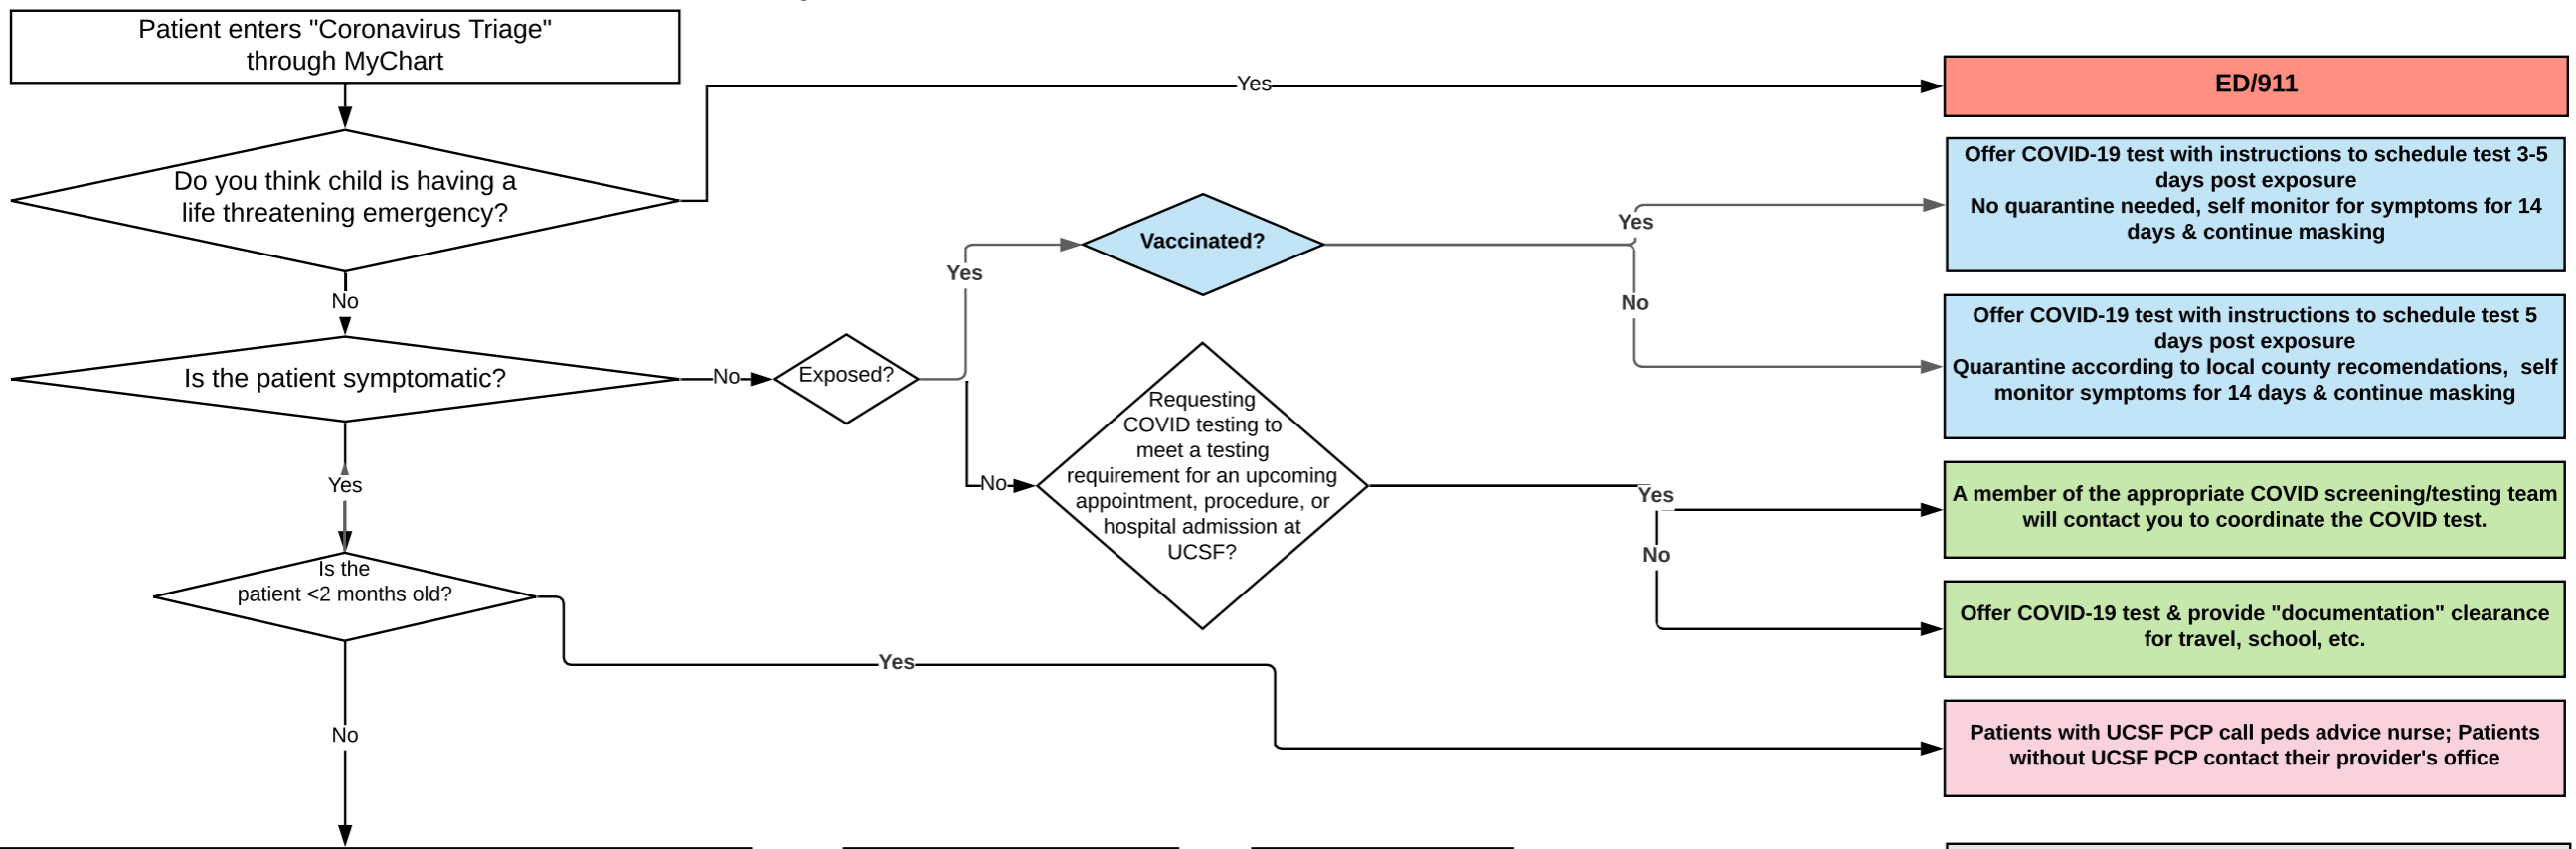 Patient enters "Coronavirus Triage"
through MyChart
Yes
ED/911
Do you think child is having a
life threatening emergency?
No
Offer COVID-19 test with instructions to schedule test 3-5
days post exposure
No quarantine needed, self monitor for symptoms for 14
days & continue masking
Vaccinated?
Yes
Yes
No
Offer COVID-19 test with instructions to schedule test 5
days post exposure
Quarantine according to local county recomendations,  self
monitor symptoms for 14 days & continue masking
Is the patient symptomatic?
No
Exposed?
No
Requesting
COVID testing to
meet a testing
requirement for an upcoming
appointment, procedure, or
hospital admission at
UCSF?
Yes
No
A member of the appropriate COVID screening/testing team
will contact you to coordinate the COVID test.
Offer COVID-19 test & provide "documentation" clearance
for travel, school, etc.
Yes
Is the
patient <2 months old?
Yes
Patients with UCSF PCP call peds advice nurse; Patients
without UCSF PCP contact their provider's office
No